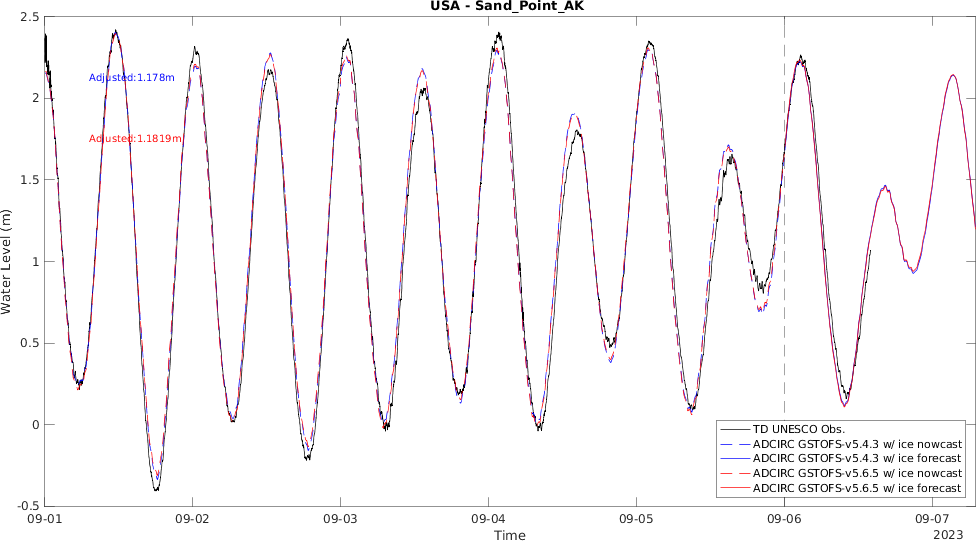 USA - Sand_Point_AK
2.5
2
1.5
1
0.5
0
-0.5
Water Level (m)
Adjusted:1.178m
Adjusted:1.1819m
TD UNESCO Obs.
ADCIRC GSTOFS-v5.4.3 w/ ice nowcast
ADCIRC GSTOFS-v5.4.3 w/ ice forecast
ADCIRC GSTOFS-v5.6.5 w/ ice nowcast
ADCIRC GSTOFS-v5.6.5 w/ ice forecast
09-01 09-02 09-03 09-04 09-05 09-06 09-07
Time
2023